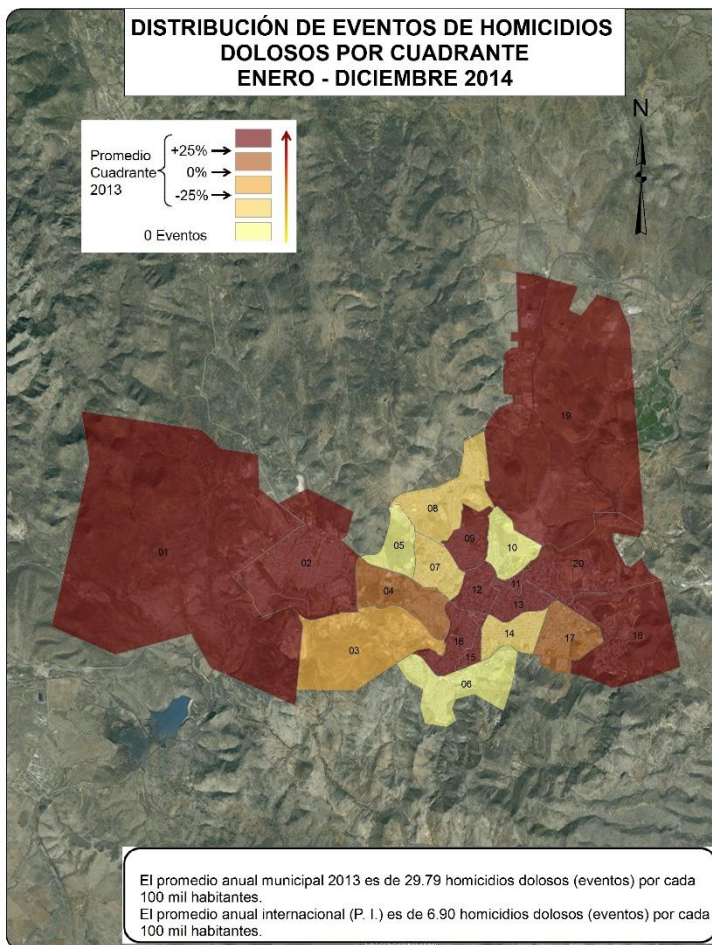 DISTRIBUCIÓN DE EVENTOS DE HOMICIDIOS
DOLOSOS POR CUADRANTE
ENERO - DICIEMBRE 2014
N
Promedio
Cuadrante
2013
+25%
0%
-25%
0 Eventos
19
08
09
10
05
07
01
02
20
04
12
11
13
03
16
14
17
18
15
06
El promedio anual municipal 2013 es de 29.79 homicidios dolosos (eventos) por cada
100 mil habitantes.
El promedio anual internacional (P. I.) es de 6.90 homicidios dolosos (eventos) por cada
100 mil habitantes.